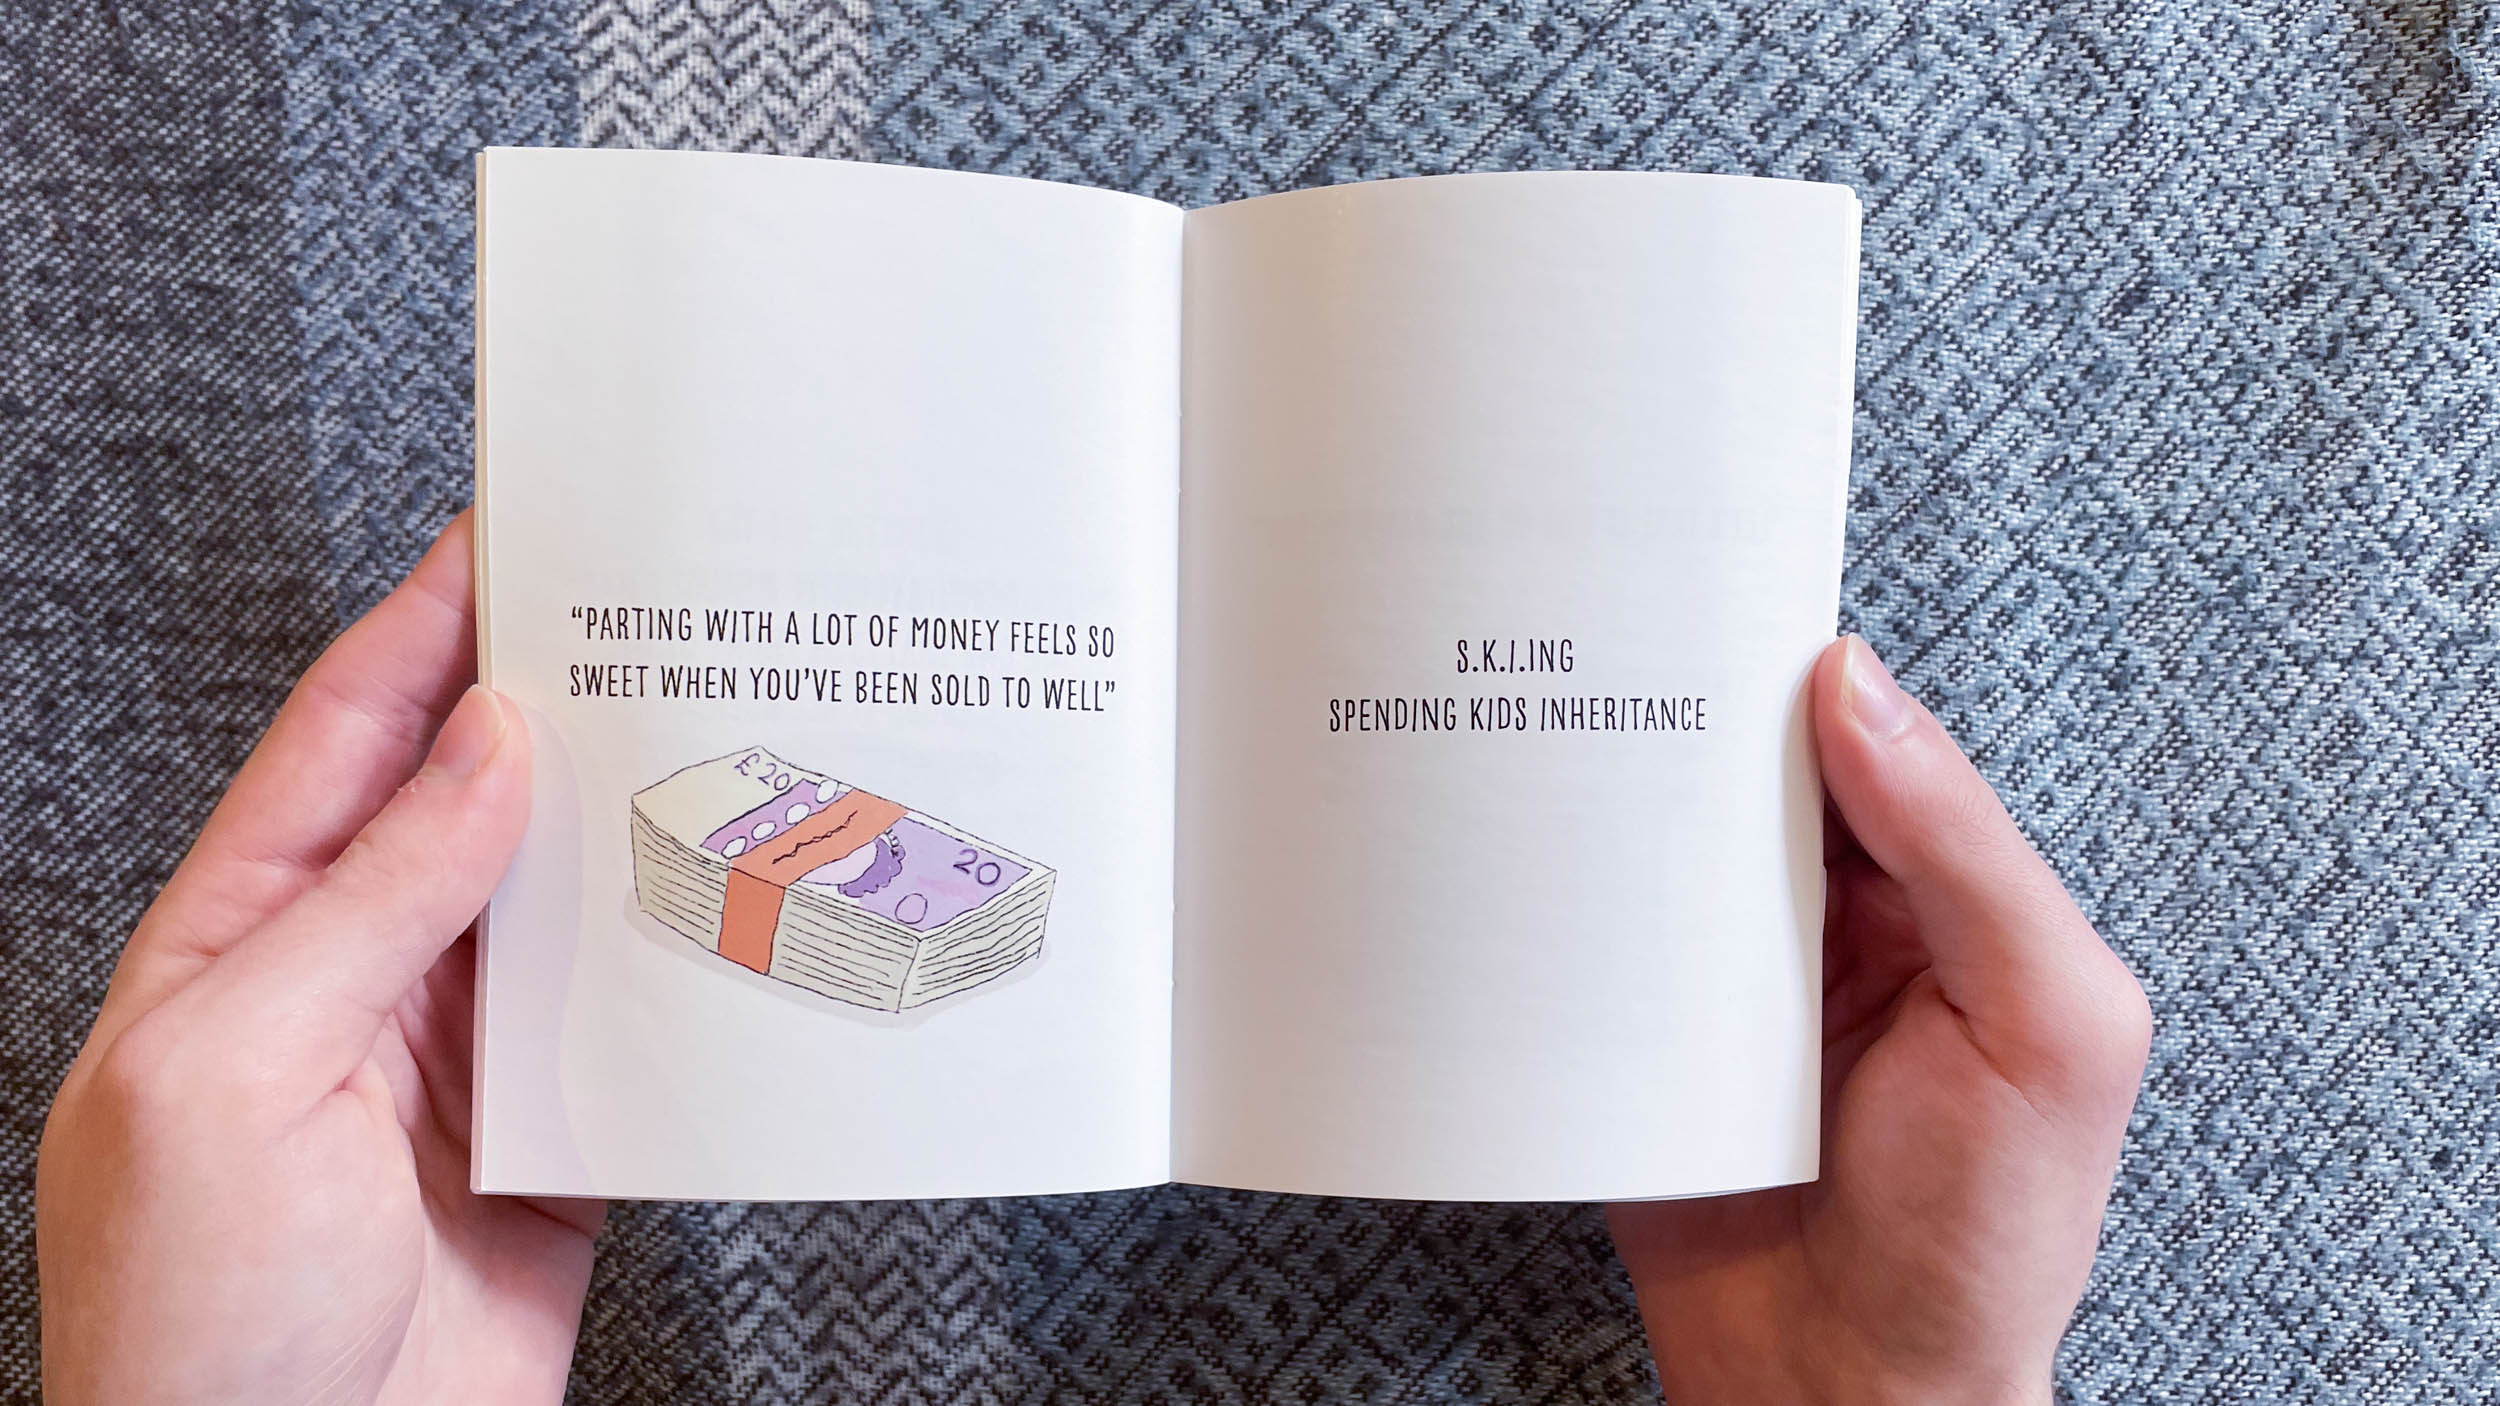 “PARTING WITH A LOT OF MONEY FEELS SO
SWEET WHEN YOU’VE BEEN SOLD TO WELL”
£20
20
S.K.I.ING
SPENDING KIDS INHERITANCE